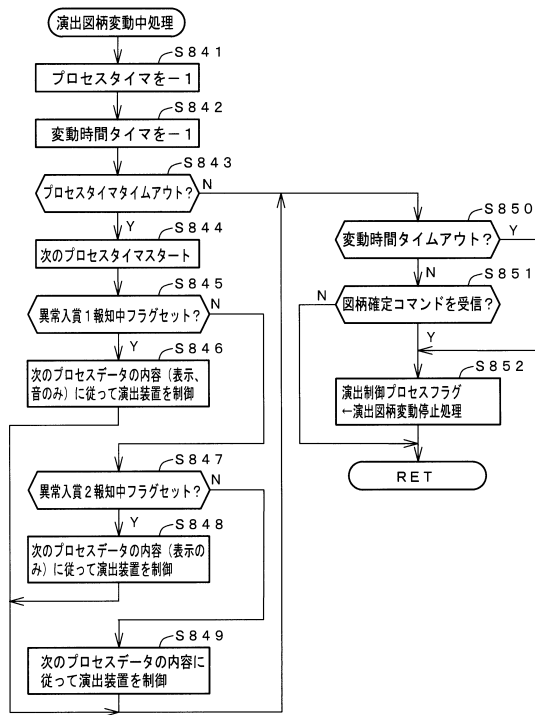 演出図柄変動中処理
S841
プロセスタイマを－1
S842
変動時間タイマを－1
S843
プロセスタイマタイムアウト？
N
Y
S844
次のプロセスタイマスタート
S845
異常入賞1報知中フラグセット？
N
Y
S846
次のプロセスデータの内容（表示、
音のみ）に従って演出装置を制御
S847
異常入賞2報知中フラグセット？
N
Y
S848
次のプロセスデータの内容（表示の
み）に従って演出装置を制御
S849
次のプロセスデータの内容に
従って演出装置を制御
S850
変動時間タイムアウト？
Y
N
S851
図柄確定コマンドを受信？
N
Y
S852
演出制御プロセスフラグ
←演出図柄変動停止処理
RET